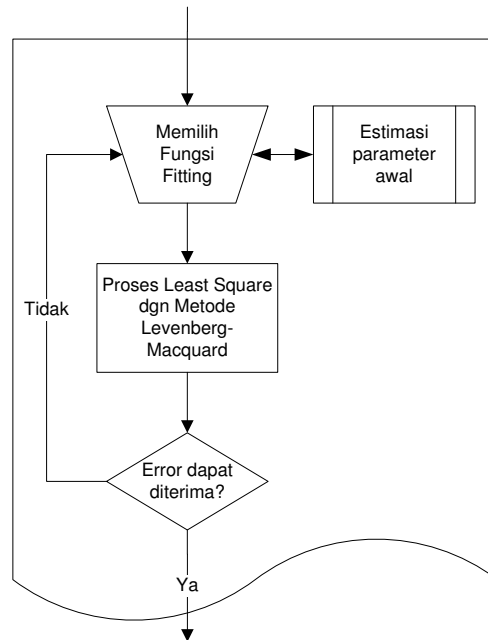 Memilih
Fungsi
Fitting
Estimasi
parameter
awal
Proses Least Square
dgn Metode
Levenberg-
Macquard
Tidak
Error dapat
diterima?
Ya